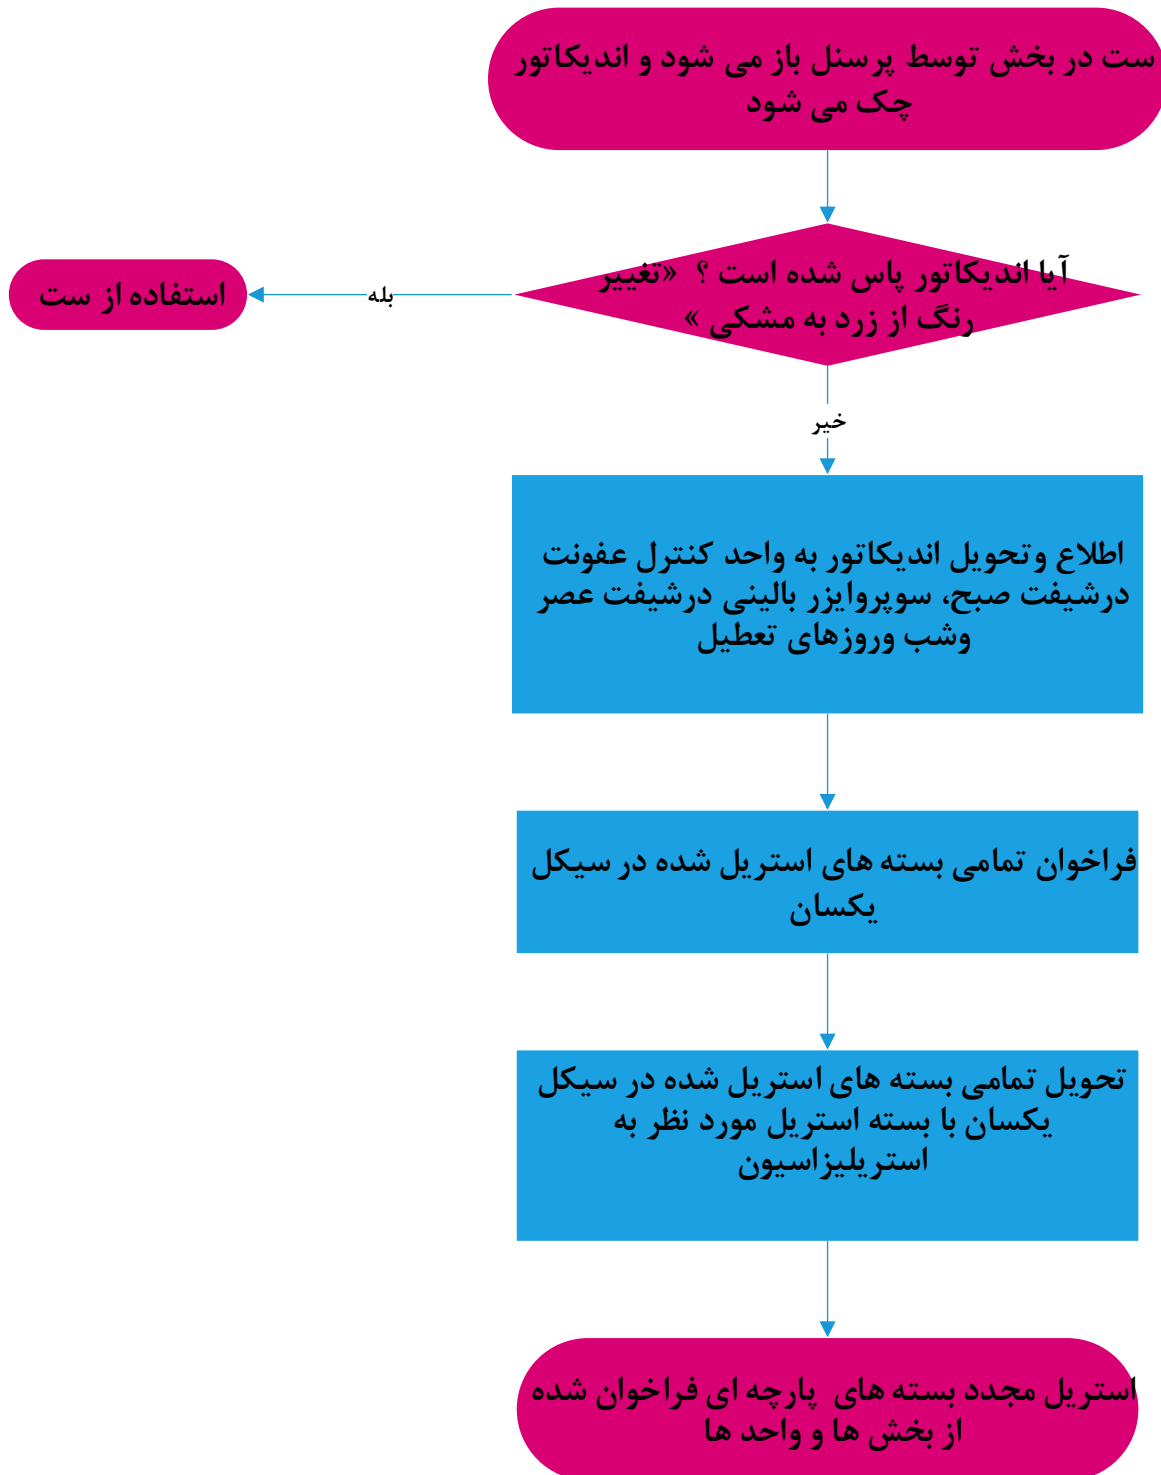 ست در بخش توسط پرسنل باز می شود و اندیکاتور
چک می شود
آیا اندیکاتور پاس شده است ؟ «تغییر
رنگ از زرد به مشکی »
بله
استفاده از ست
خیر
اطلاع وتحویل اندیکاتور به واحد کنترل عفونت
درشیفت صبح، سوپروایزر بالینی درشیفت عصر
وشب وروزهای تعطیل
فراخوان تمامی بسته های استریل شده در سیکل
یکسان
تحویل تمامی بسته های استریل شده در سیکل
یکسان با بسته استریل مورد نظر به
استریلیزاسیون
استریل مجدد بسته های پارچه ای فراخوان شده
از بخش ها و واحد ها